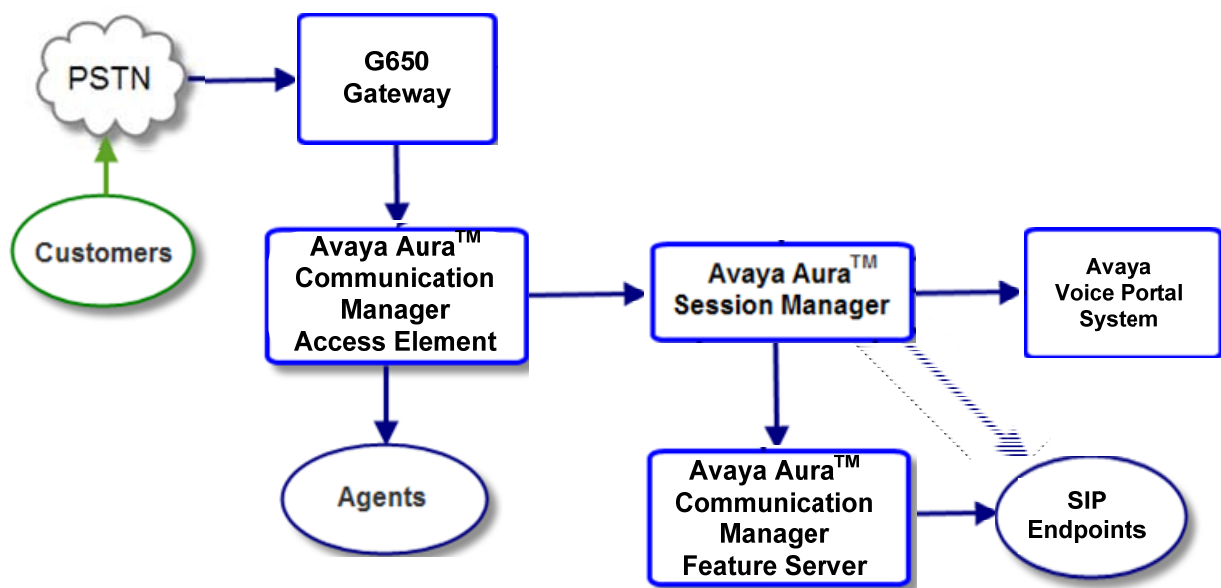 PSTN
G650
Gateway
Customers
Avaya Aura™
Communication
Manager
Access Element
Avaya Aura™
Session Manager
Avaya
Voice Portal
System
Agents
Avaya Aura™
Communication
Manager
Feature Server
SIP
Endpoints